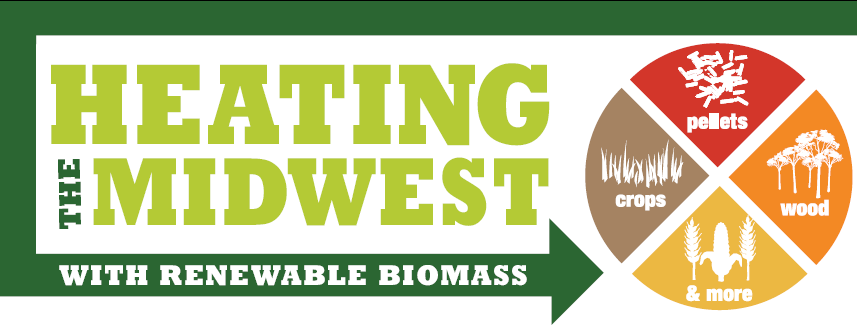 HEATING
THE
MIDWEST
WITH RENEWABLE BIOMASS
pellets
crops
wood
& more